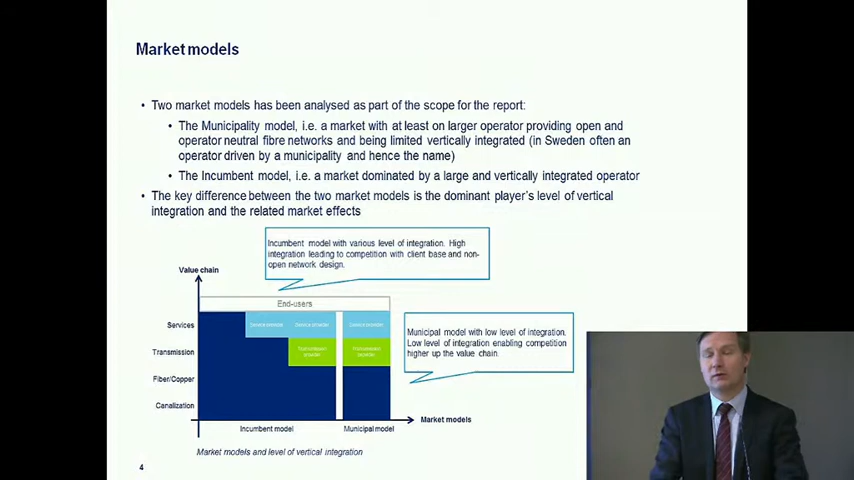 Market models
• Two market models has been analysed as part of the scope for the report:
• The Municipality model, i.e. a market with at least on larger operator providing open and
operator neutral fibre networks and being limited vertically integrated (in Sweden often an
operator driven by a municipality and hence the name)
• The Incumbent model, i.e. a market dominated by a large and vertically integrated operator
• The key difference between the two market models is the dominant player's level of vertical
integration and the related market effects
Incumbent model with various level of integration. High
integration leading to competition with client base and non-
open network design.
Value chain
End-users
Services
Service provider
Service provider
Service provider
Municipal model with low level of integration.
Low level of integration enabling competition
higher up the value chain.
Transmission
Transmission
provider
Transmission
provider
Fiber/Copper
Canalization
Market models
Incumbent model
Municipal model
Market models and level of vertical integration
4